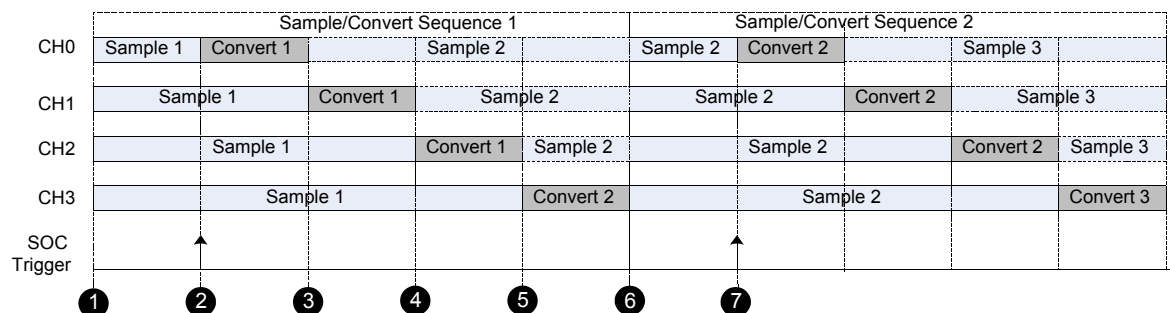 Sample/Convert Sequence 1 Sample/Convert Sequence 2
CH0 Sample 1 Convert 1 Sample 2 Sample 2 Convert 2 Sample 3
CH1 Sample 1 Convert 1 Sample 2 Sample 2 Convert 2 Sample 3
CH2 Sample 1 Convert 1 Sample 2 Sample 2 Convert 2 Sample 3
CH3 Sample 1 Convert 2 Sample 2 Convert 3
SOC
Trigger
1 2 3 4 5 6 7